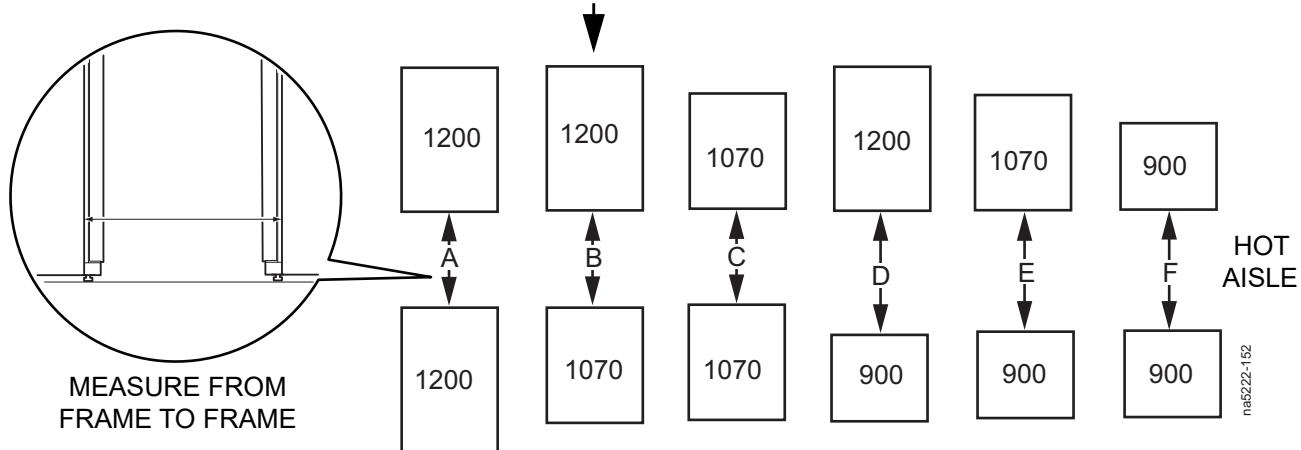 1200
1200
1070
1200
1070
900
A
B
C
D
E
F
HOT
AISLE
1200
1070
1070
900
900
900
MEASURE FROM
FRAME TO FRAME
na5222-152